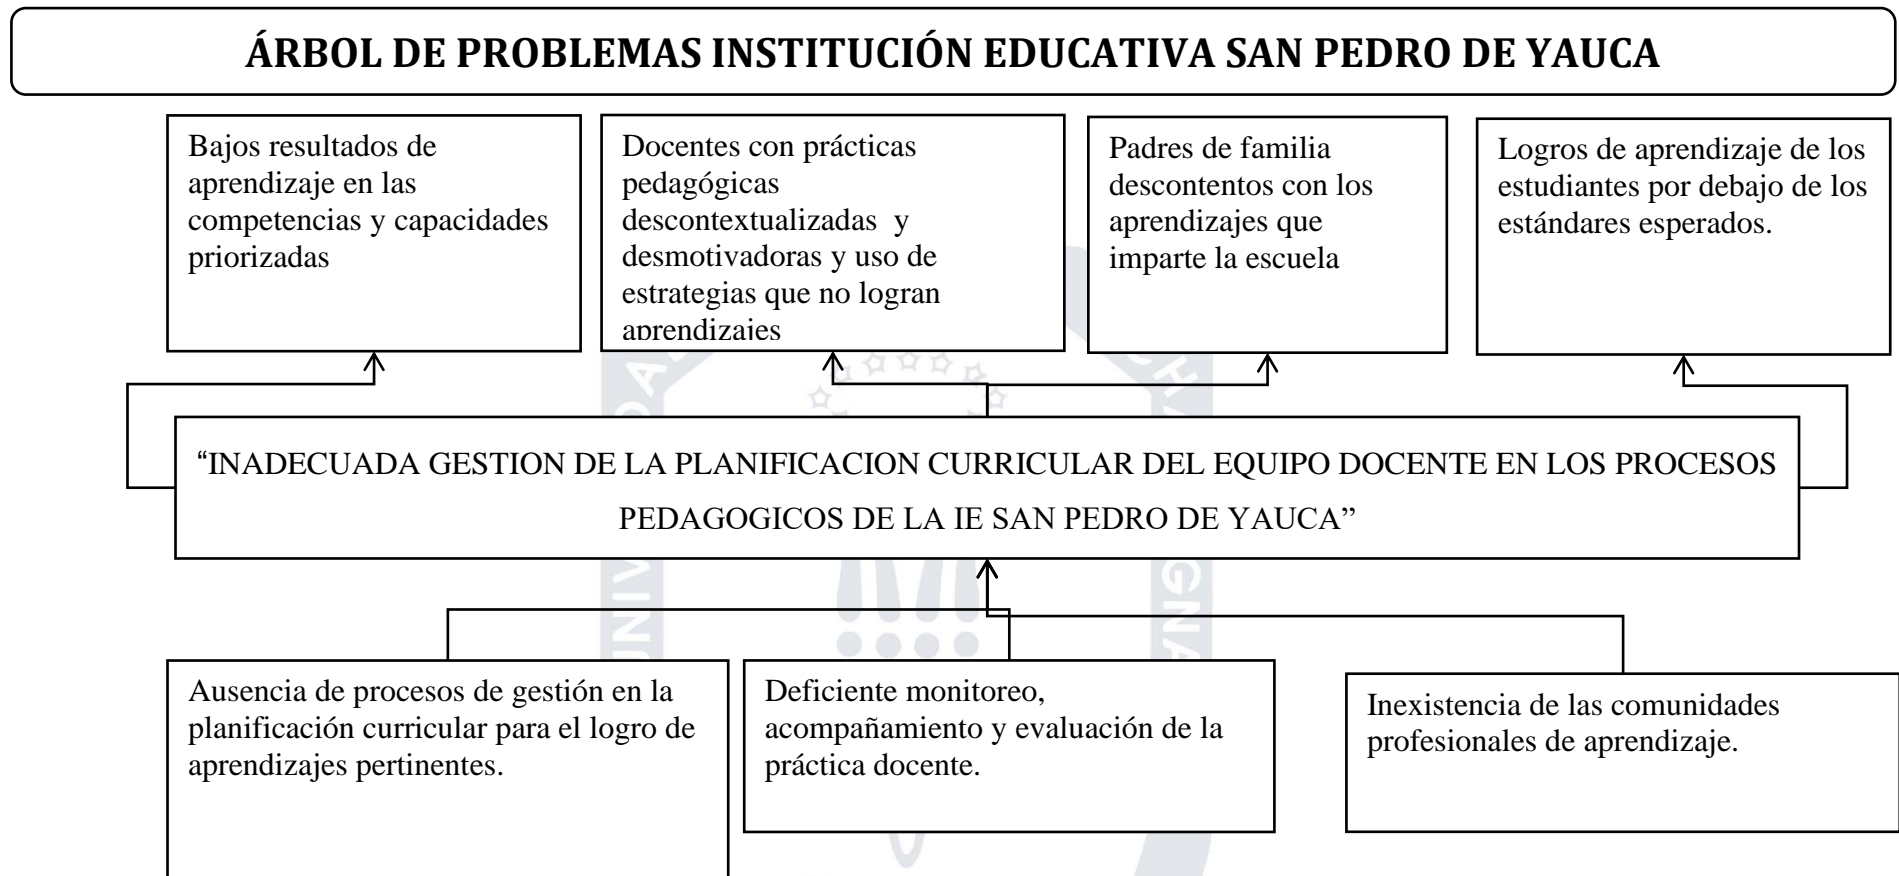 ÁRBOL DE PROBLEMAS INSTITUCIÓN EDUCATIVA SAN PEDRO DE YAUCA
Bajos resultados de
aprendizaje en las
competencias y capacidades
priorizadas
Docentes con prácticas
pedagógicas
descontextualizadas y
desmotivadoras y uso de
estrategias que no logran
aprendizajes
Padres de familia
descontentos con los
aprendizajes que
imparte la escuela
Logros de aprendizaje de los
estudiantes por debajo de los
estándares esperados.
“INADECUADA GESTION DE LA PLANIFICACION CURRICULAR DEL EQUIPO DOCENTE EN LOS PROCESOS
PEDAGOGICOS DE LA IE SAN PEDRO DE YAUCA”
Ausencia de procesos de gestión en la
planificación curricular para el logro de
aprendizajes pertinentes.
Deficiente monitoreo,
acompañamiento y evaluación de la
práctica docente.
Inexistencia de las comunidades
profesionales de aprendizaje.